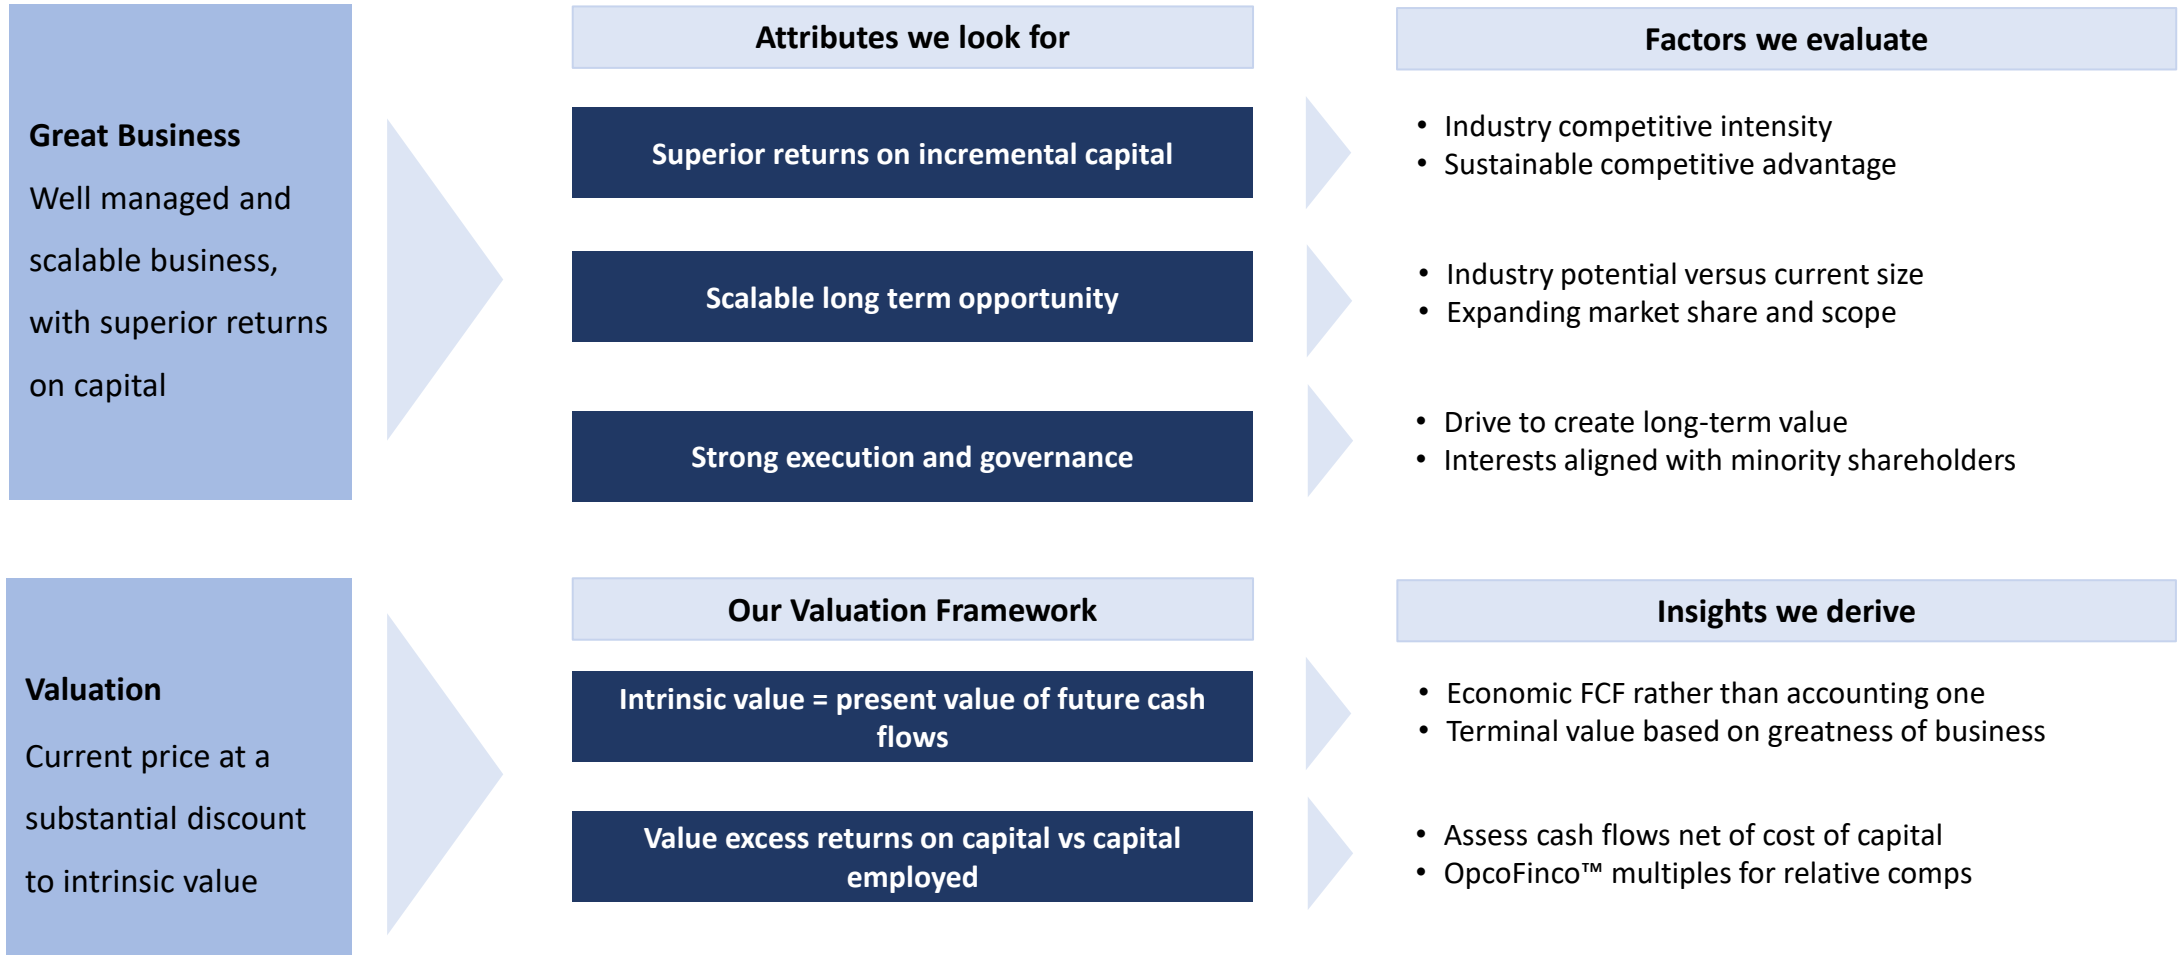 Great Business
Well managed and
scalable business,
with superior returns
on capital
Attributes we look for
Superior returns on incremental capital
Scalable long term opportunity
Strong execution and governance
Factors we evaluate
• Industry competitive intensity
• Sustainable competitive advantage
• Industry potential versus current size
• Expanding market share and scope
• Drive to create long-term value
• Interests aligned with minority shareholders
Valuation
Current price at a
substantial discount
to intrinsic value
Our Valuation Framework
Intrinsic value = present value of future cash
flows
Value excess returns on capital vs capital
employed
Insights we derive
• Economic FCF rather than accounting one
• Terminal value based on greatness of business
• Assess cash flows net of cost of capital
• OpcoFinco™ multiples for relative comps